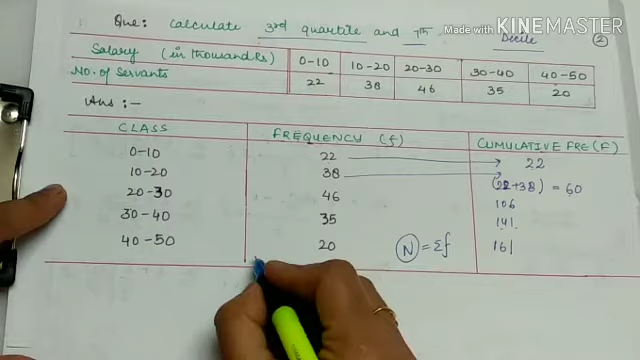 Made with KINEMASTER
Que: Calculate 3rd quartile and 7th Decile
②
Salary (in thousand Rs) 0-10 10-20 20-30 30-40 40-50
No. of Servants 22 38 46 35 20
Ans :-
CLASS FREQUENCY (f) CUMULATIVE FRE(F)
0-10 22 22
10-20 38 (22+38) = 60
20-30 46 106
30-40 35 141
40-50 20 N = Σf 161